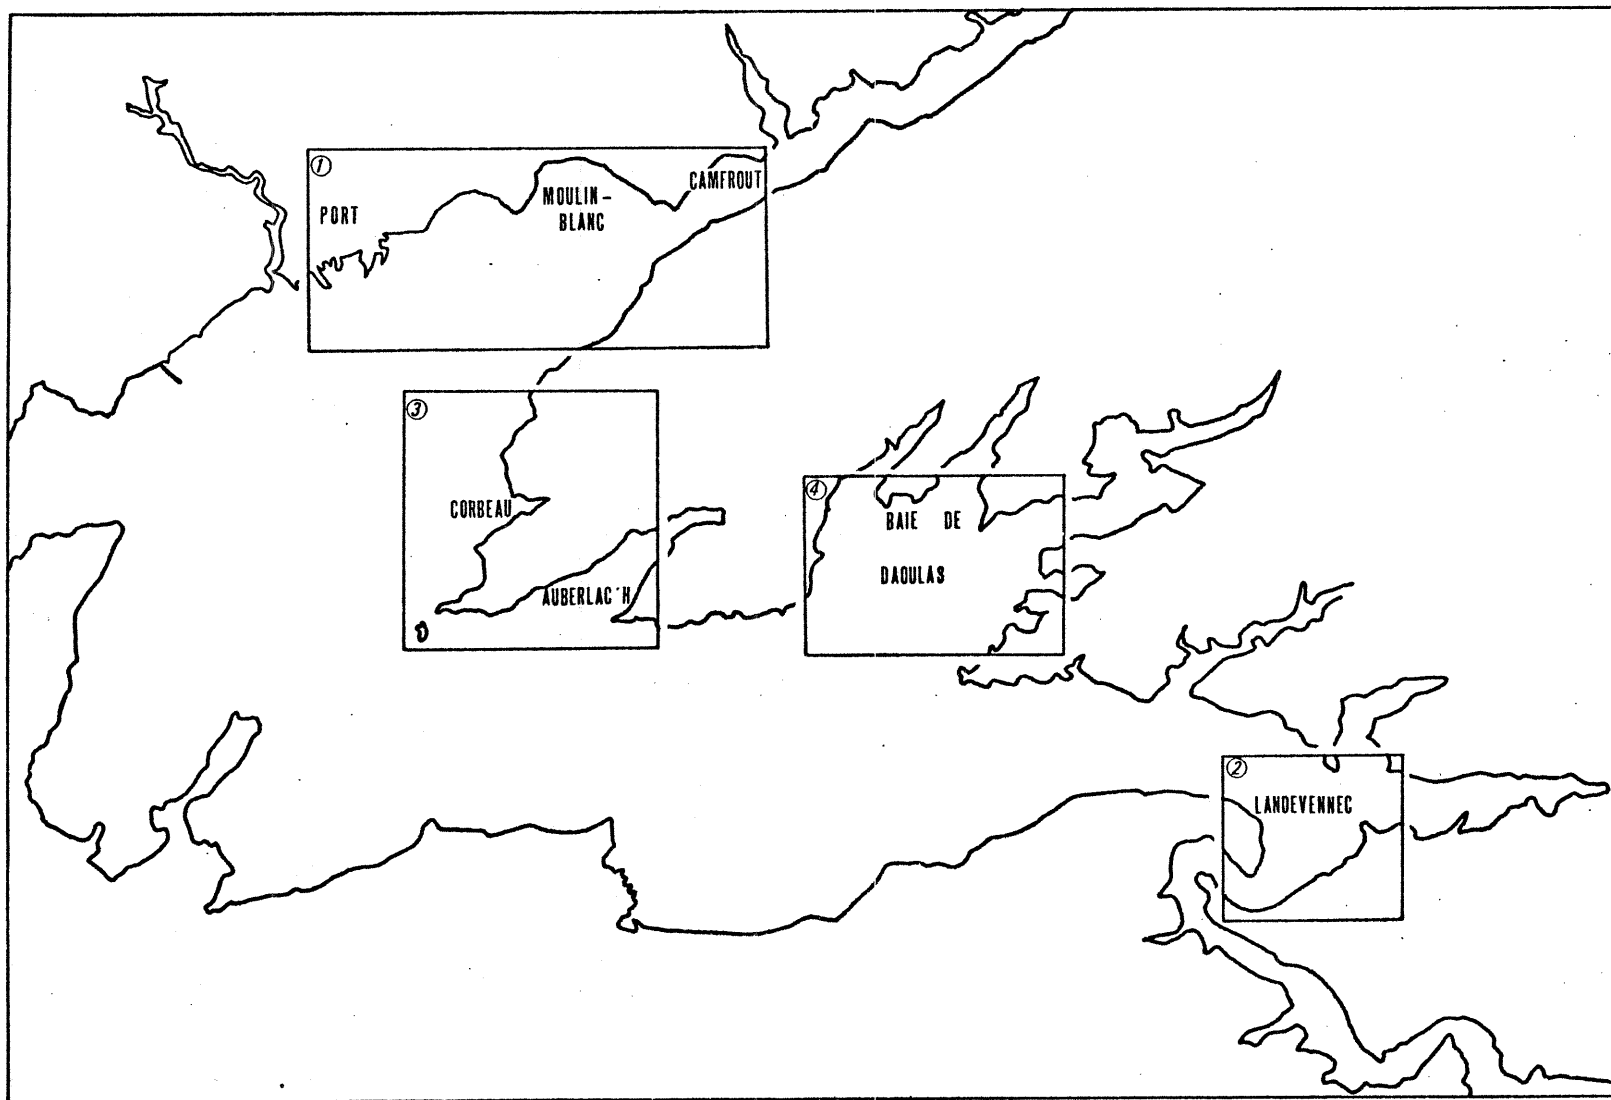 ①
PORT
MOULIN-
BLANC
CAMFROUT
③
CORBEAU
AUBERLAC'H
④
BAIE DE
DAOULAS
②
LANDEVENNEC